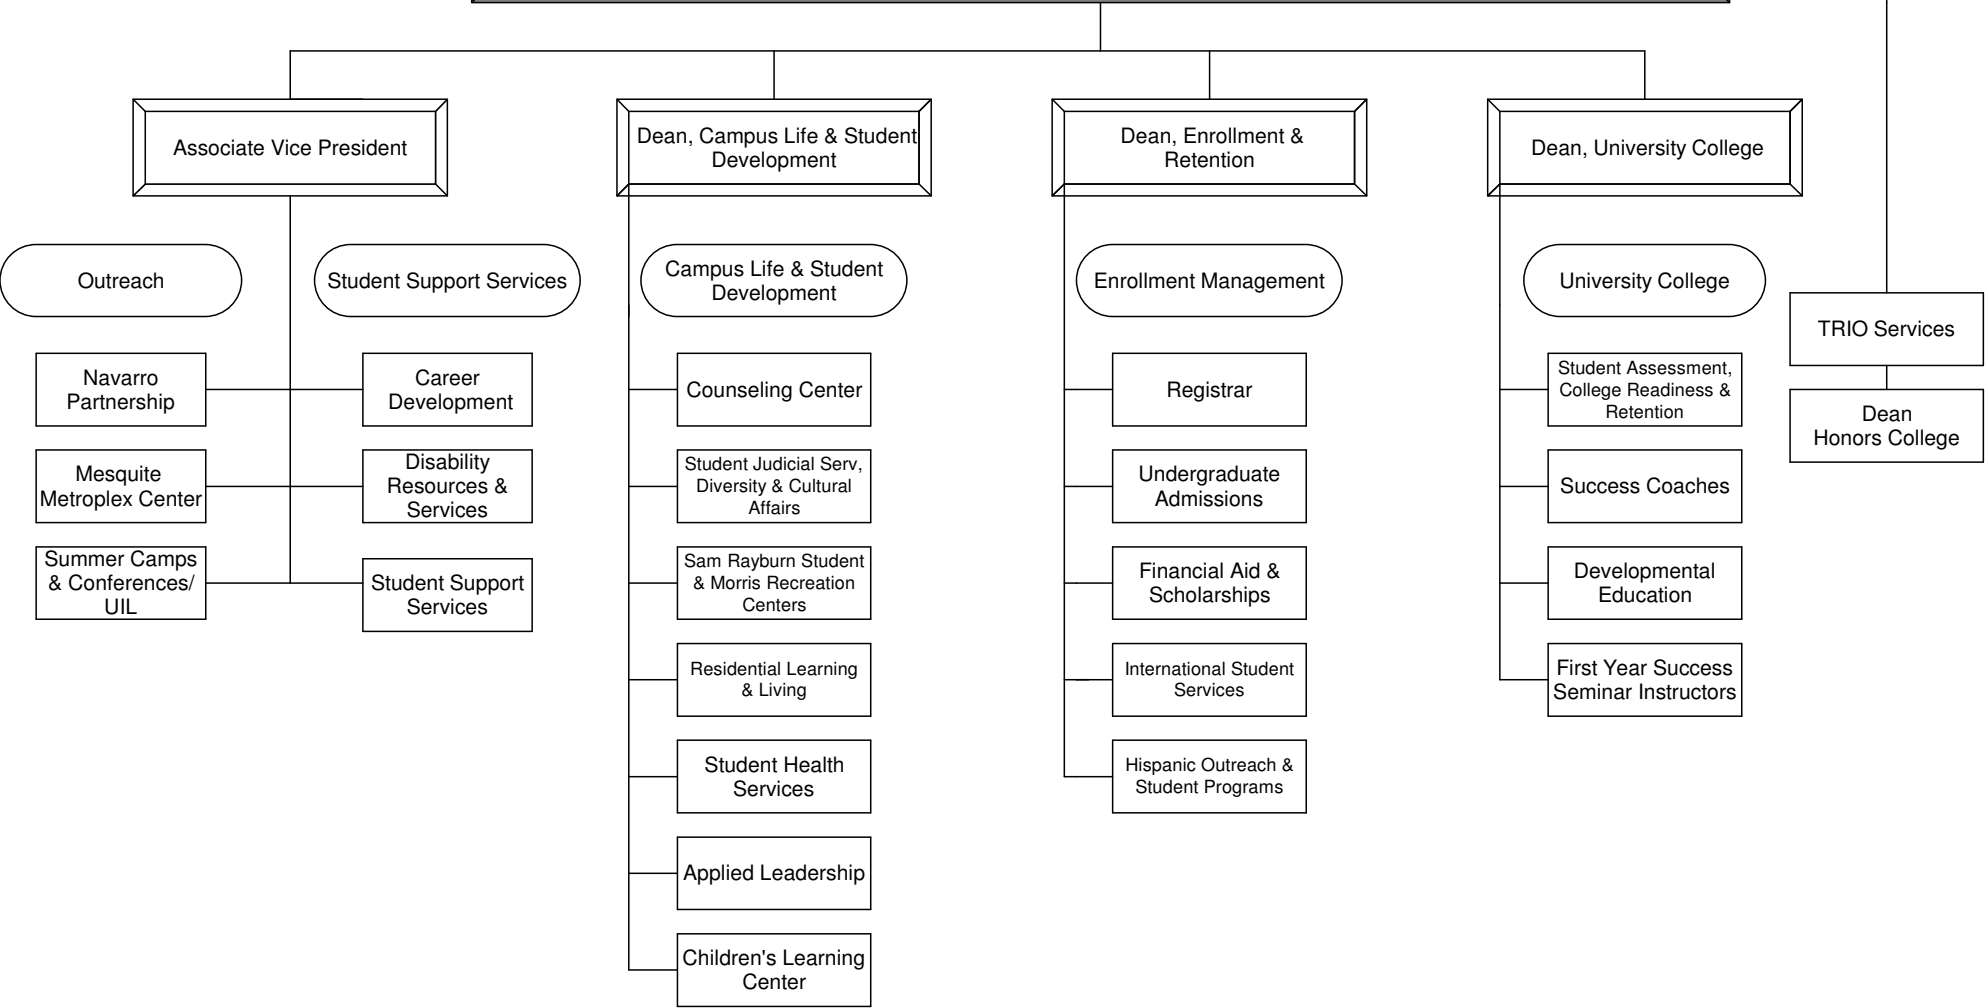 Associate Vice President
Dean, Campus Life & Student
Development
Dean, Enrollment &
Retention
Dean, University College
Outreach
Student Support Services
Campus Life & Student
Development
Enrollment Management
University College
TRIO Services
Dean
Honors College
Navarro
Partnership
Mesquite
Metroplex Center
Summer Camps
& Conferences/
UIL
Career
Development
Disability
Resources &
Services
Student Support
Services
Counseling Center
Student Judicial Serv,
Diversity & Cultural
Affairs
Sam Rayburn Student
& Morris Recreation
Centers
Residential Learning
& Living
Student Health
Services
Applied Leadership
Children's Learning
Center
Registrar
Undergraduate
Admissions
Financial Aid &
Scholarships
International Student
Services
Hispanic Outreach &
Student Programs
Student Assessment,
College Readiness &
Retention
Success Coaches
Developmental
Education
First Year Success
Seminar Instructors